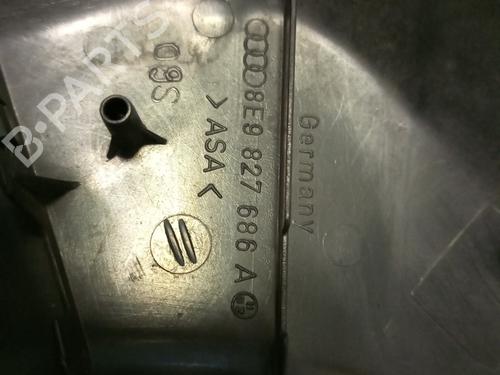 B-PARTS
09S
8E9 827 686 A
>ASA<
Germany